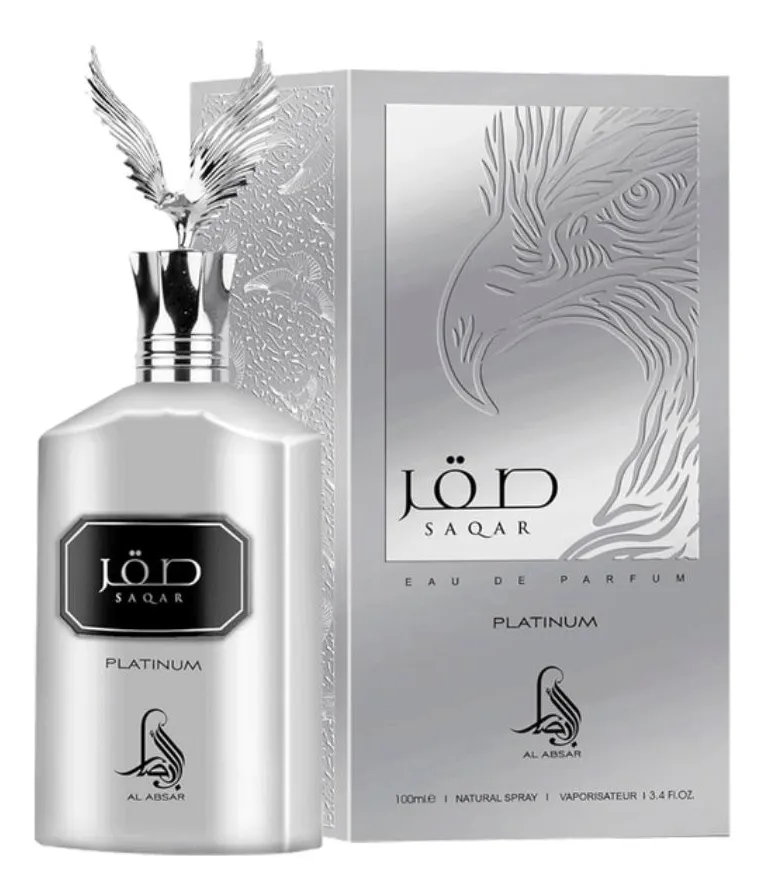 صقر
SAQAR
PLATINUM
AL ABSAR
صقر
SAQAR
EAU DE PARFUM
PLATINUM
AL ABSAR
100ml.e I NATURAL SPRAY I VAPORISATEUR I 3.4 Fl.OZ.